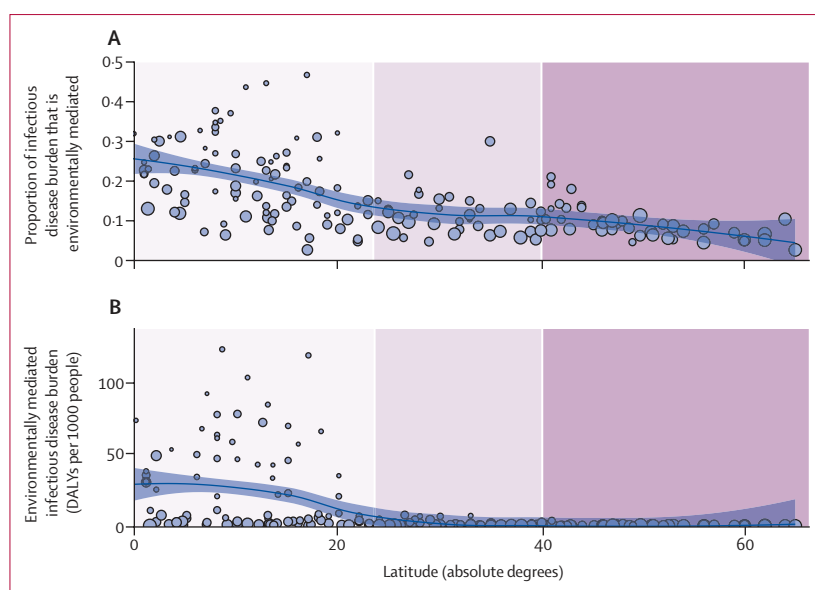 A
Proportion of infectious
disease burden that is
environmentally mediated
0·5
0·4
0·3
0·2
0·1
0
B
Environmentally mediated
infectious disease burden
(DALYs per 1000 people)
100
50
0
0
20
40
60
Latitude (absolute degrees)